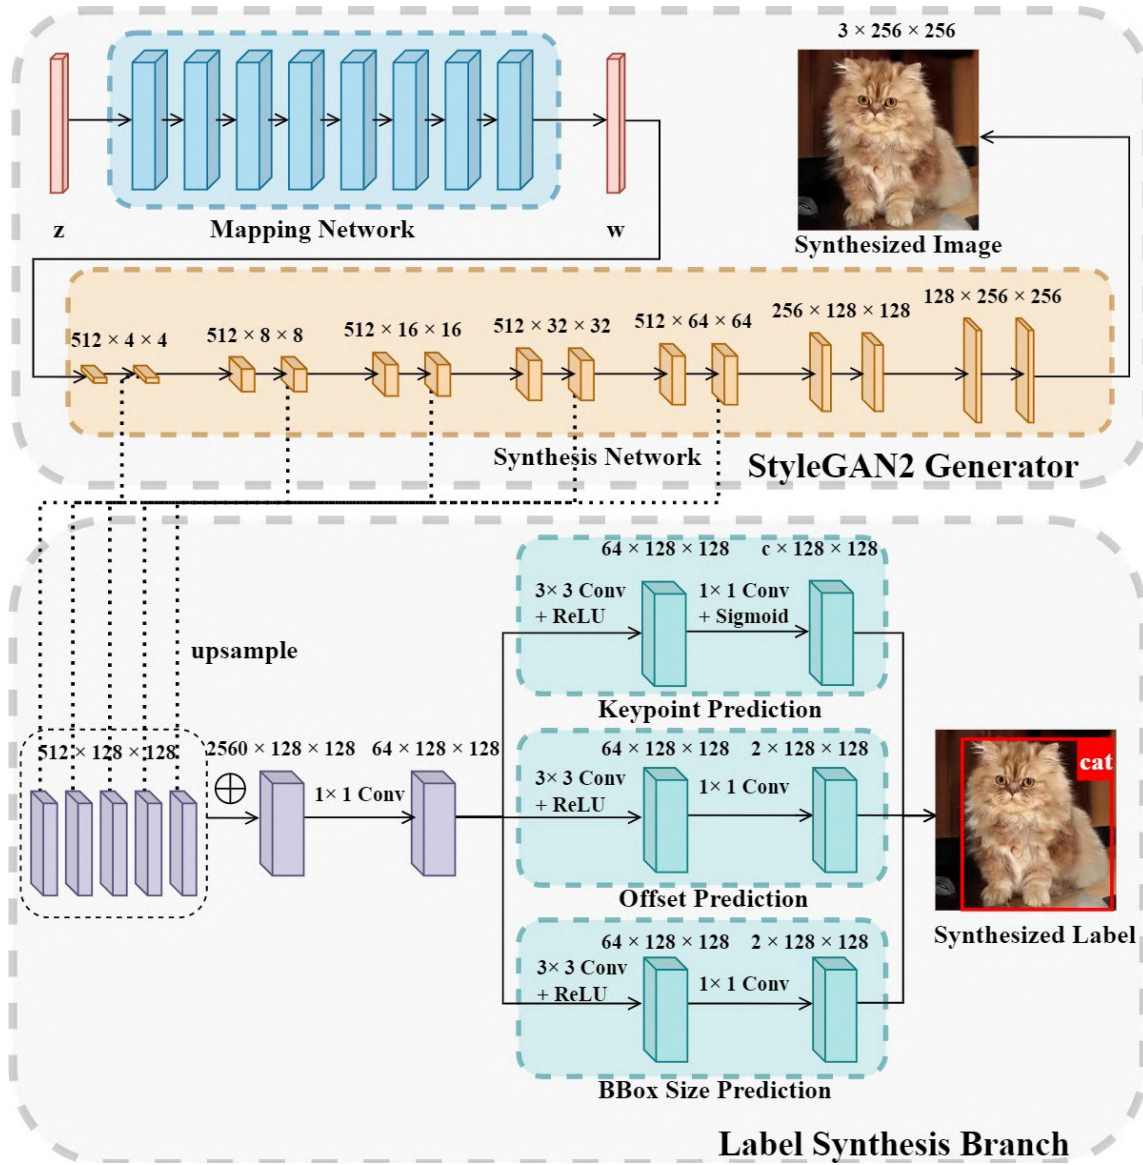 3 × 256 × 256
z
Mapping Network
w
Synthesized Image
512 × 4 × 4
512 × 8 × 8
512 × 16 × 16
512 × 32 × 32
512 × 64 × 64
256 × 128 × 128
128 × 256 × 256
Synthesis Network
StyleGAN2 Generator
upsample
512 × 128 × 128
2560 × 128 × 128
1× 1 Conv
64 × 128 × 128
64 × 128 × 128
c × 128 × 128
3× 3 Conv
+ ReLU
1× 1 Conv
+ Sigmoid
Keypoint Prediction
64 × 128 × 128
2 × 128 × 128
3× 3 Conv
+ ReLU
1× 1 Conv
Offset Prediction
64 × 128 × 128
2 × 128 × 128
3× 3 Conv
+ ReLU
1× 1 Conv
BBox Size Prediction
cat
Synthesized Label
Label Synthesis Branch